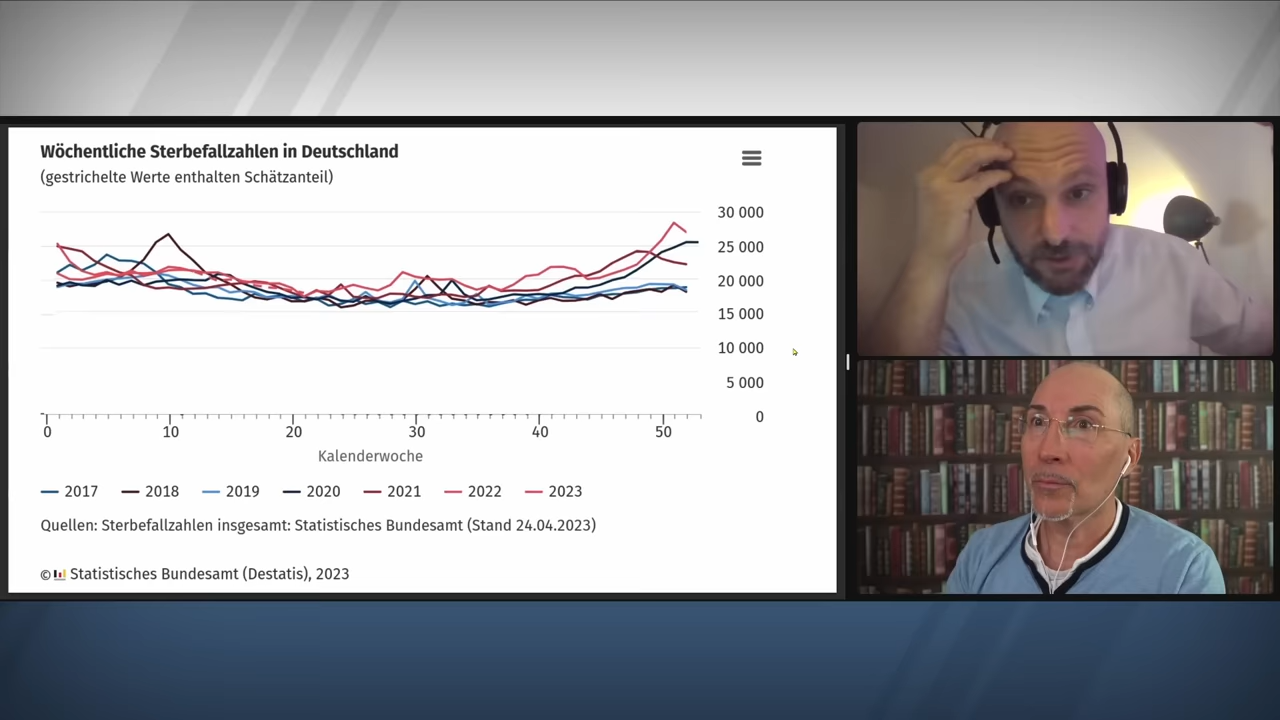 Wöchentliche Sterbefallzahlen in Deutschland
(gestrichelte Werte enthalten Schätzanteil)
30 000
25 000
20 000
15 000
10 000
5 000
0
0 10 20 30 40 50
Kalenderwoche
2017 2018 2019 2020 2021 2022 2023
Quellen: Sterbefallzahlen insgesamt: Statistisches Bundesamt (Stand 24.04.2023)
© Statistisches Bundesamt (Destatis), 2023